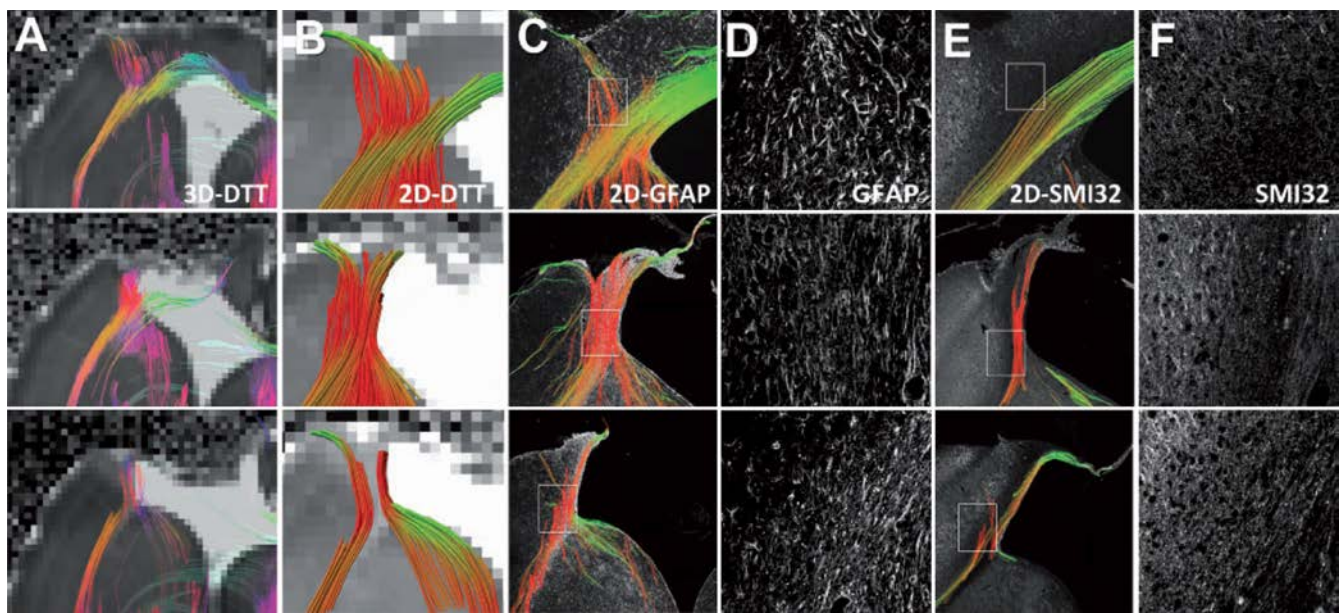 A
B
C
D
E
F
3D-DTT
2D-DTT
2D-GFAP
GFAP
2D-SMI32
SMI32